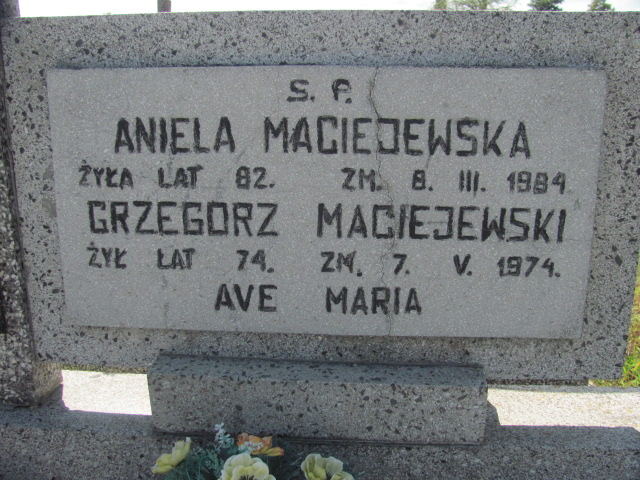 S. P.
ANIELA MACIEJEWSKA
ŻYŁA LAT 82. ZM. 8. III. 1984
GRZEGORZ MACIEJEWSKI
ŻYŁ LAT 74. ZM. 7. V. 1974.
AVE MARIA